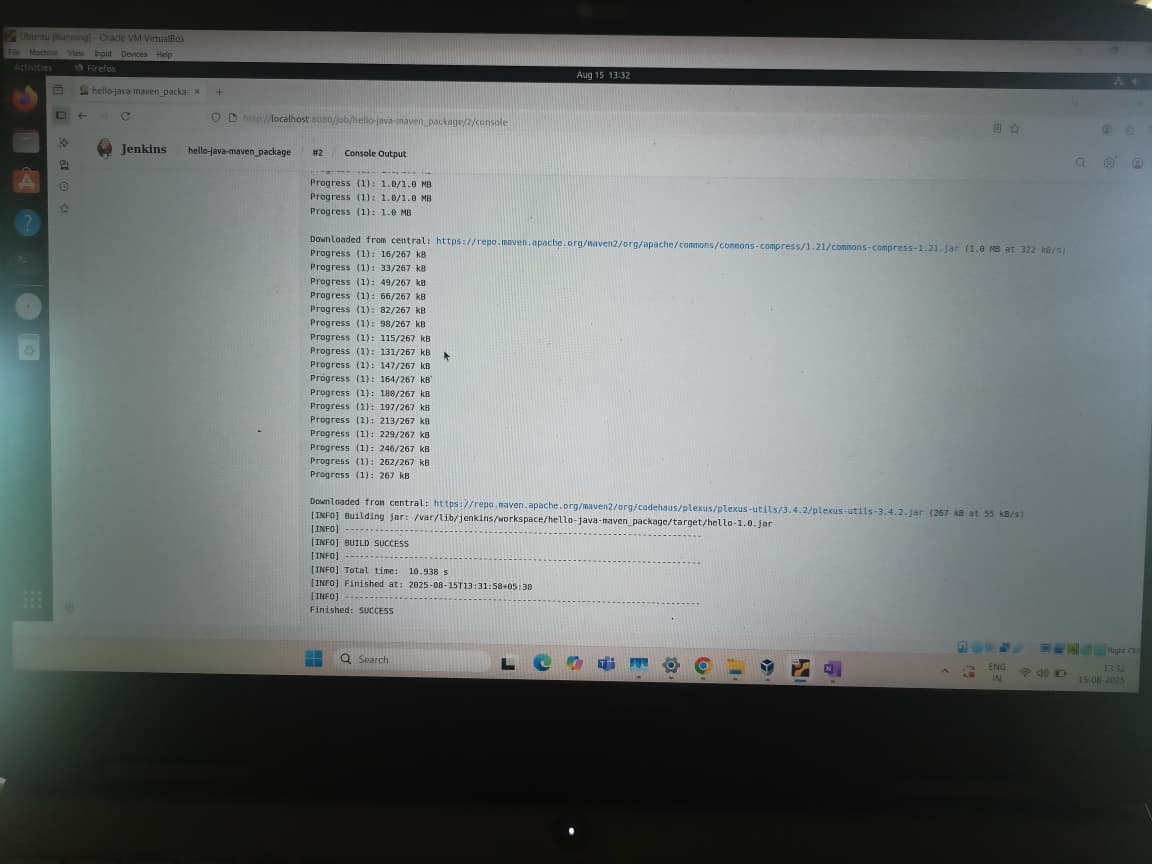 Ubuntu [Running] - Oracle VM VirtualBox
File Machine View Input Devices Help
Activities Firefox Aug 15 13:32
hello-java-maven_packa
http://localhost:8080/job/hello-java-maven_package/2/console
Jenkins hello-java-maven_package #2 Console Output
Progress (1): 1.0/1.0 MB
Progress (1): 1.0/1.0 MB
Progress (1): 1.0 MB
Downloaded from central: https://repo.maven.apache.org/maven2/org/apache/commons/commons-compress/1.21/commons-compress-1.21.jar (1.0 MB at 322 kB/s)
Progress (1): 16/267 kB
Progress (1): 33/267 kB
Progress (1): 49/267 kB
Progress (1): 66/267 kB
Progress (1): 82/267 kB
Progress (1): 98/267 kB
Progress (1): 115/267 kB
Progress (1): 131/267 kB
Progress (1): 147/267 kB
Progress (1): 164/267 kB
Progress (1): 180/267 kB
Progress (1): 197/267 kB
Progress (1): 213/267 kB
Progress (1): 229/267 kB
Progress (1): 246/267 kB
Progress (1): 262/267 kB
Progress (1): 267 kB
Downloaded from central: https://repo.maven.apache.org/maven2/org/codehaus/plexus/plexus-utils/3.4.2/plexus-utils-3.4.2.jar (267 kB at 55 kB/s)
[INFO] Building jar: /var/lib/jenkins/workspace/hello-java-maven_package/target/hello-1.0.jar
[INFO] ------------------------------------------------------------------------
[INFO] BUILD SUCCESS
[INFO] ------------------------------------------------------------------------
[INFO] Total time:  10.938 s
[INFO] Finished at: 2025-08-15T13:31:58+05:30
[INFO] ------------------------------------------------------------------------
Finished: SUCCESS
Right
Search
ENG
IN
13:32
15-08-2025